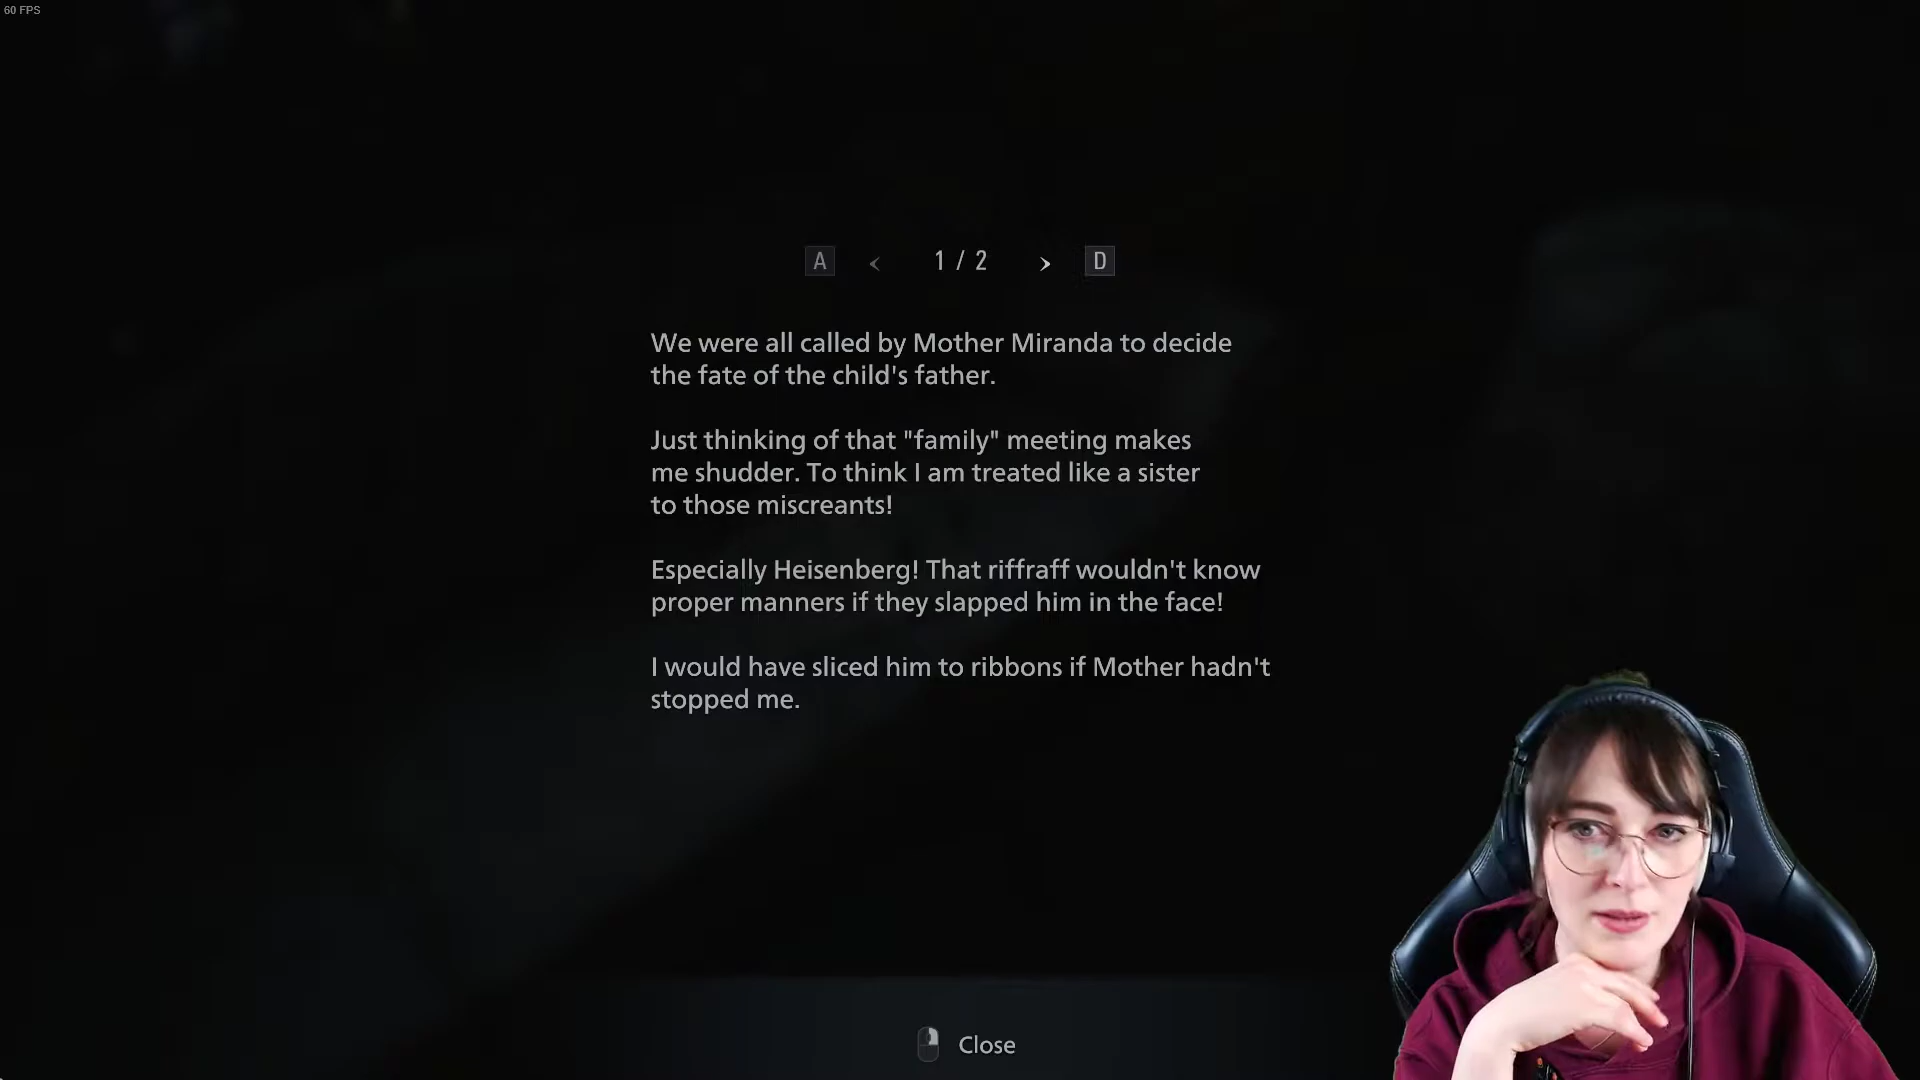 60 FPS
A < 1 / 2 > D
We were all called by Mother Miranda to decide
the fate of the child's father.
Just thinking of that "family" meeting makes
me shudder. To think I am treated like a sister
to those miscreants!
Especially Heisenberg! That riffraff wouldn't know
proper manners if they slapped him in the face!
I would have sliced him to ribbons if Mother hadn't
stopped me.
Close